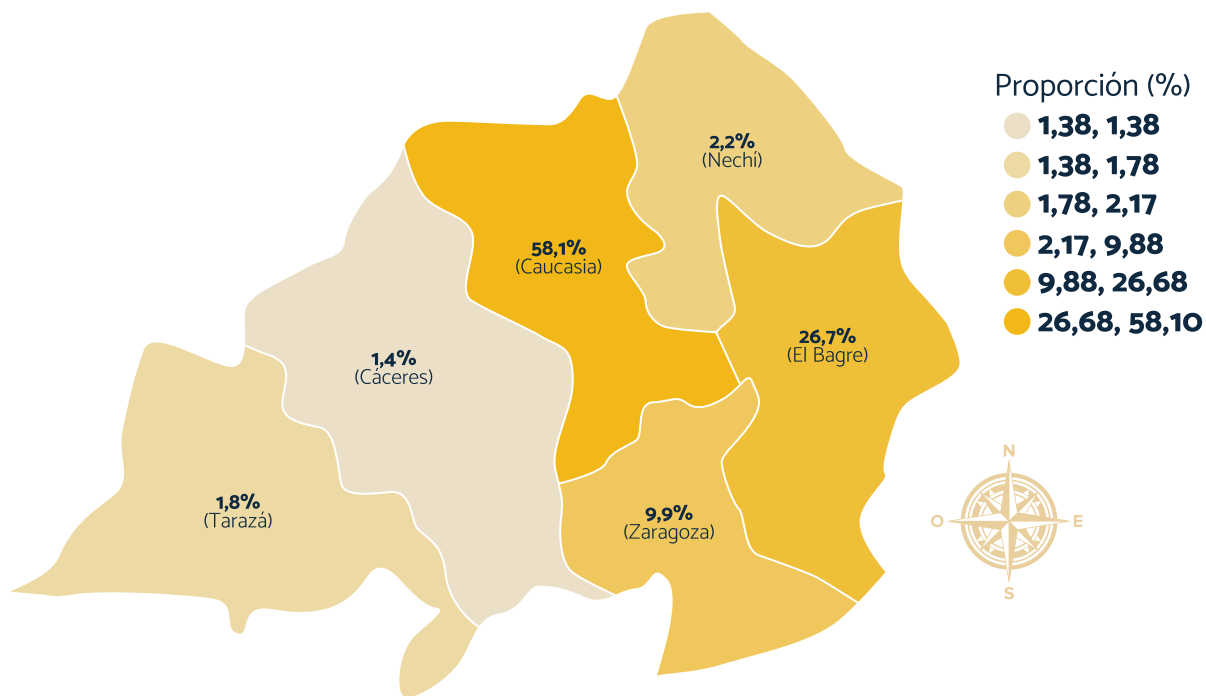 2,2%
(Nechí)
58,1%
(Caucasia)
26,7%
(El Bagre)
1,4%
(Cáceres)
1,8%
(Tarazá)
9,9%
(Zaragoza)
Proporción (%)
1,38, 1,38
1,38, 1,78
1,78, 2,17
2,17, 9,88
9,88, 26,68
26,68, 58,10
N
O
E
S